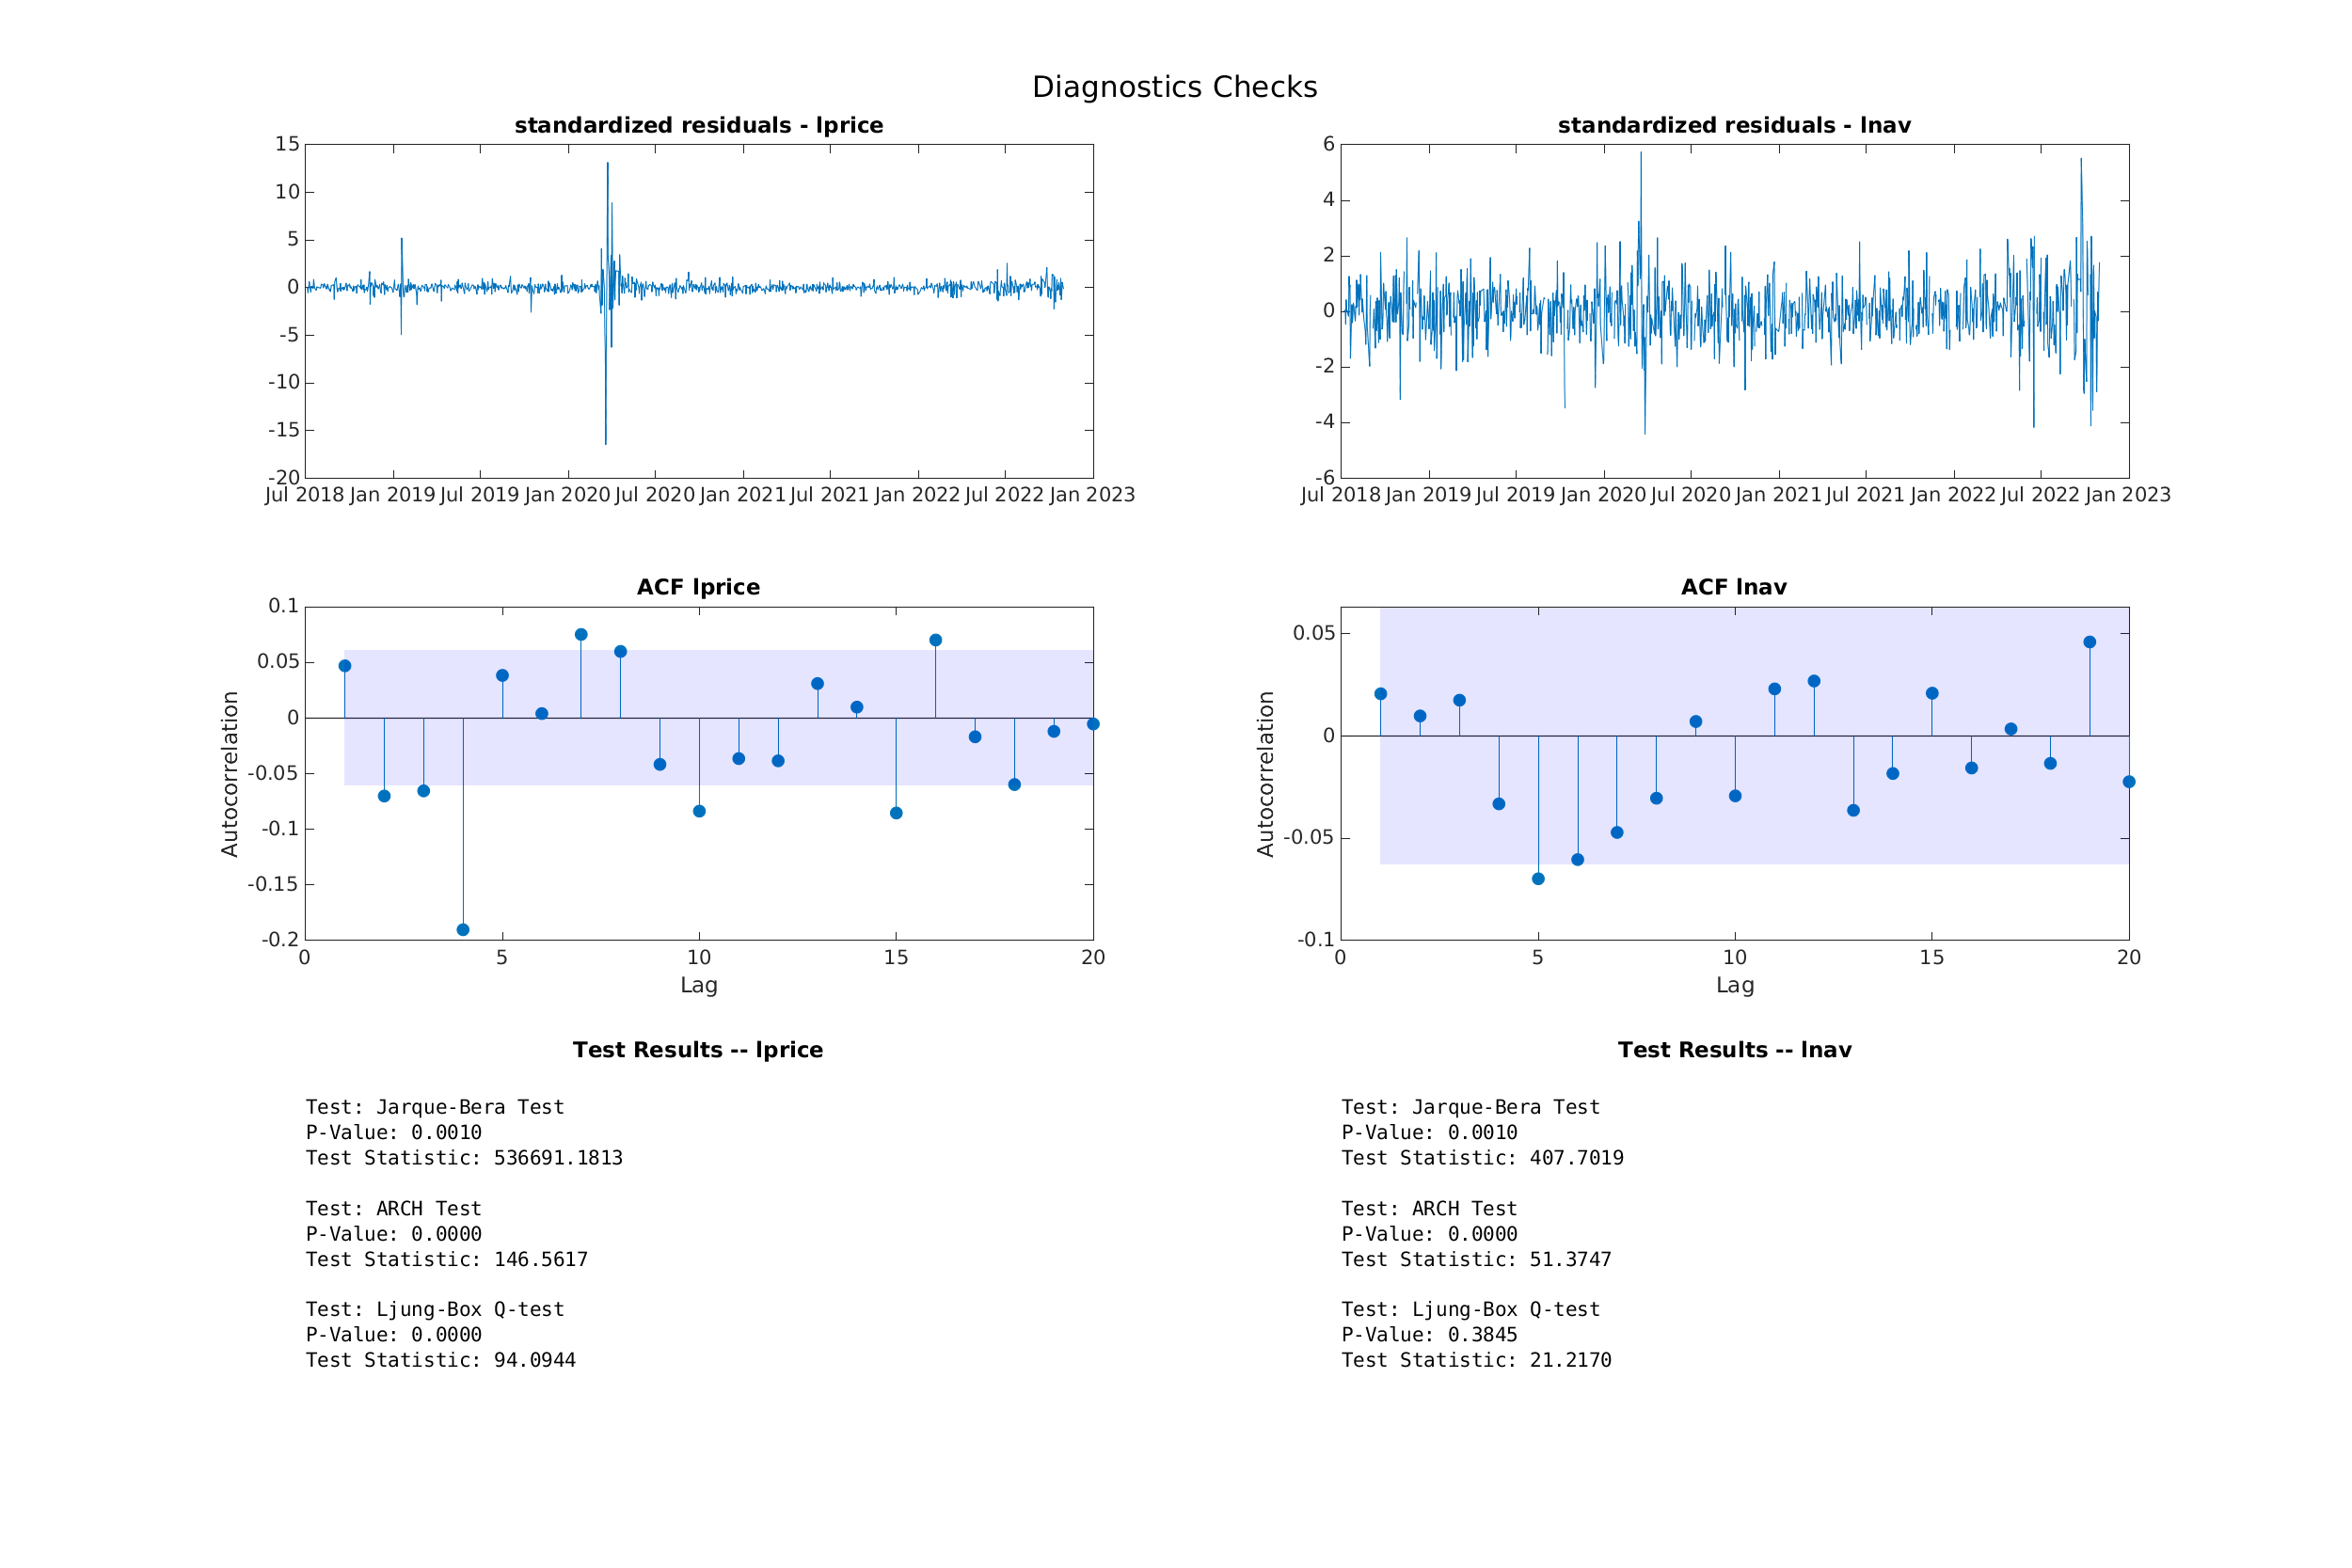 Diagnostics Checks
standardized residuals - lprice
15
10
5
0
-5
-10
-15
-20
Jul 2018 Jan 2019 Jul 2019 Jan 2020 Jul 2020 Jan 2021 Jul 2021 Jan 2022 Jul 2022 Jan 2023
standardized residuals - lnav
6
4
2
0
-2
-4
-6
Jul 2018 Jan 2019 Jul 2019 Jan 2020 Jul 2020 Jan 2021 Jul 2021 Jan 2022 Jul 2022 Jan 2023
ACF lprice
Autocorrelation
0.1
0.05
0
-0.05
-0.1
-0.15
-0.2
0 5 10 15 20
Lag
ACF lnav
Autocorrelation
0.05
0
-0.05
-0.1
0 5 10 15 20
Lag
Test Results -- lprice
Test: Jarque-Bera Test
P-Value: 0.0010
Test Statistic: 536691.1813
Test: ARCH Test
P-Value: 0.0000
Test Statistic: 146.5617
Test: Ljung-Box Q-test
P-Value: 0.0000
Test Statistic: 94.0944
Test Results -- lnav
Test: Jarque-Bera Test
P-Value: 0.0010
Test Statistic: 407.7019
Test: ARCH Test
P-Value: 0.0000
Test Statistic: 51.3747
Test: Ljung-Box Q-test
P-Value: 0.3845
Test Statistic: 21.2170